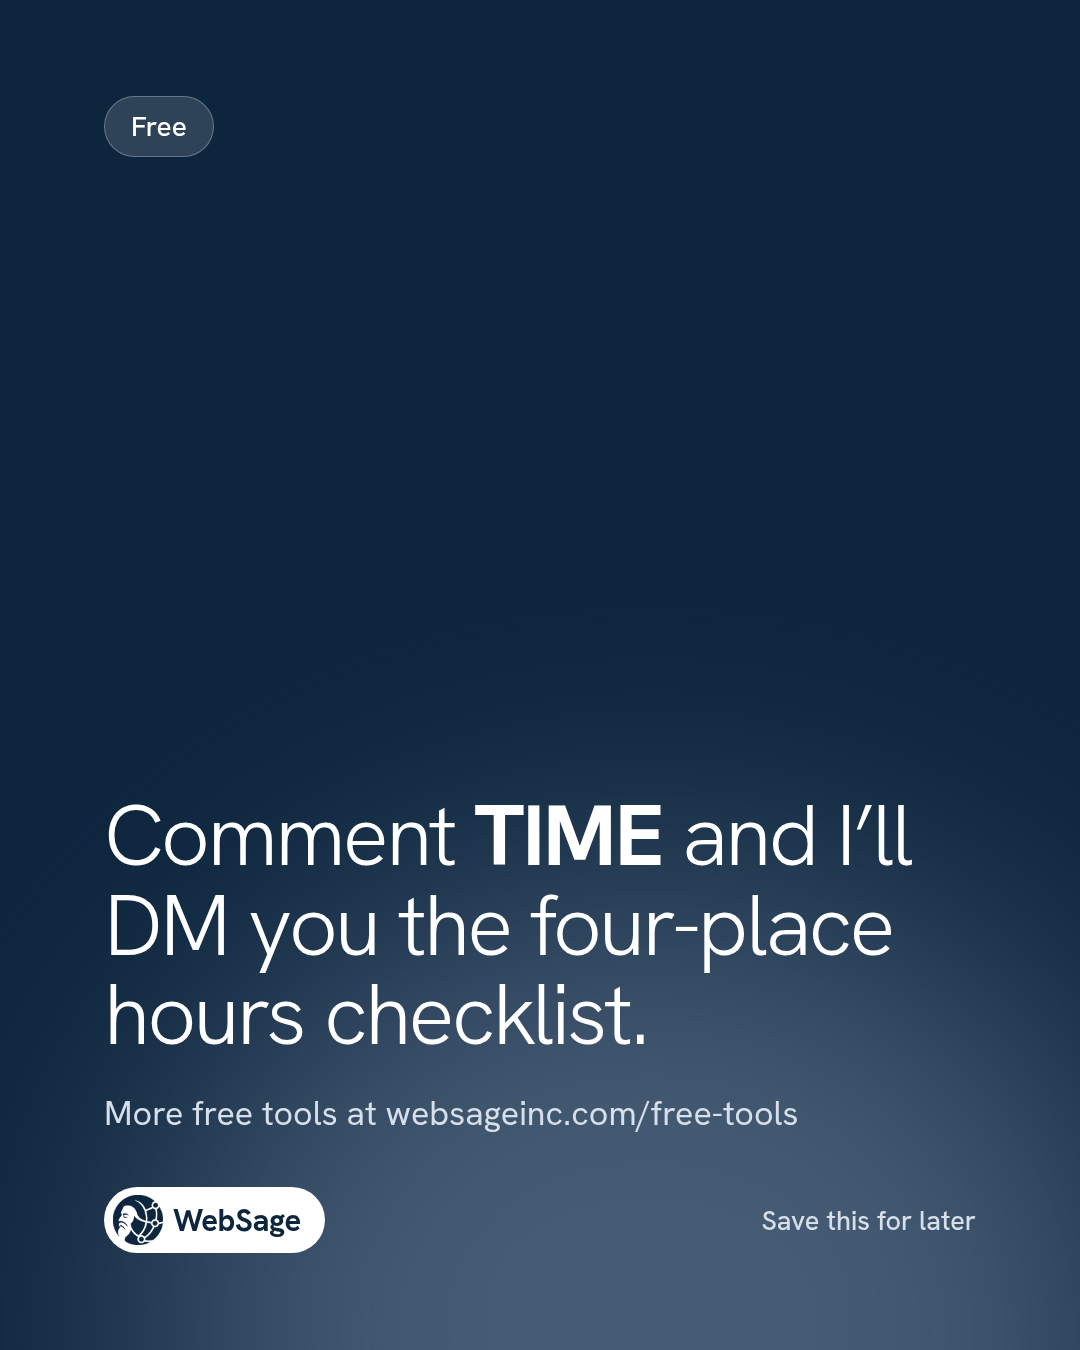 Free
Comment TIME and I’ll
DM you the four-place
hours checklist.
More free tools at websageinc.com/free-tools
WebSage
Save this for later